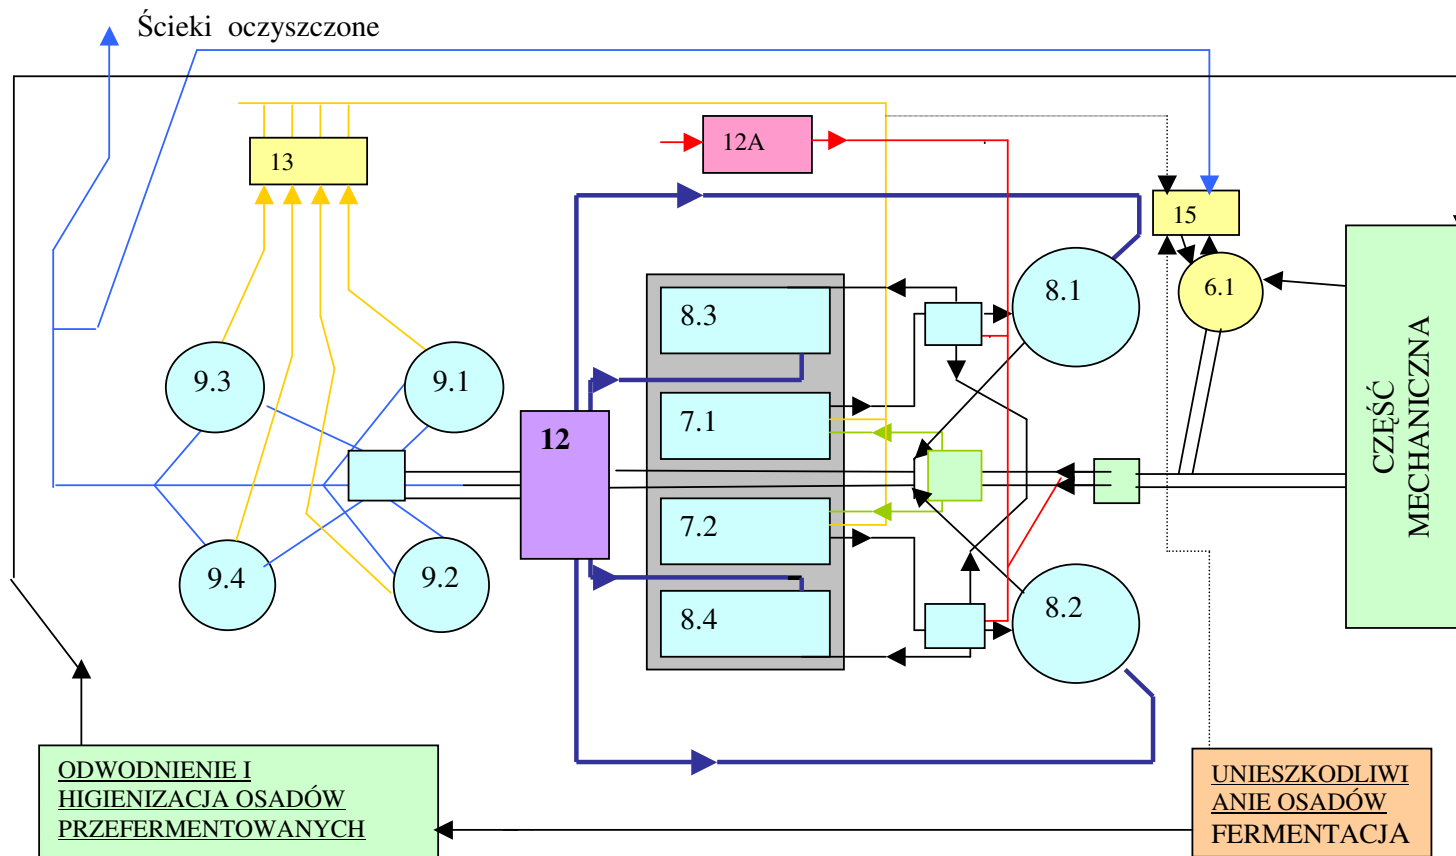 Ścieki oczyszczone
13
12A
15
6.1
8.1
8.3
9.3
9.1
7.1
12
CZĘŚĆ
MECHANICZNA
7.2
9.4
9.2
8.4
8.2
ODWODNIENIE I
HIGIENIZACJA OSADÓW
PRZEFERMENTOWANYCH
UNIESZKODLIWI
ANIE OSADÓW
FERMENTACJA